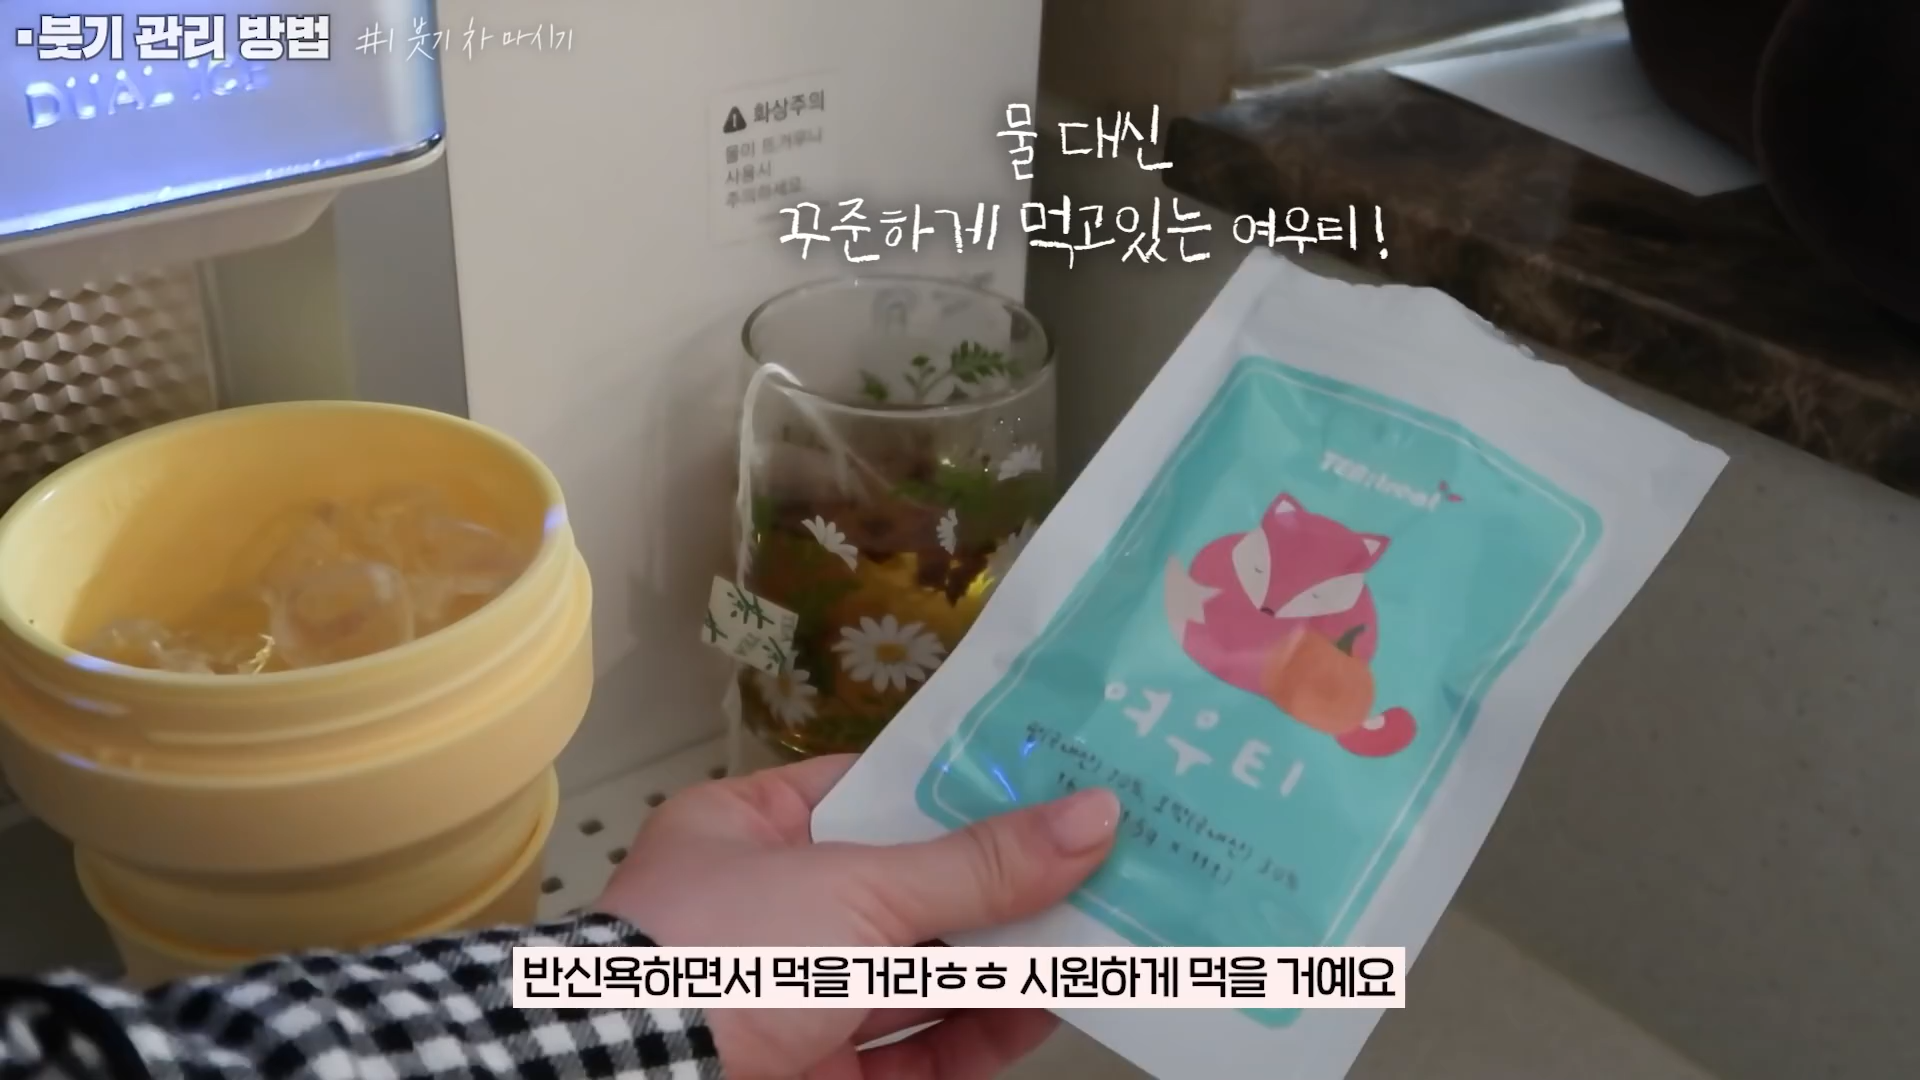 ·붓기 관리 방법 #1 붓기 차 마시기
DUAL ICE
화상주의
물이 뜨거우니
사용시
주의하세요
물 대신
꾸준하게 먹고있는 여우티!
TEAtreat
여우티
TEA
반신욕하면서 먹을거라ㅎㅎ 시원하게 먹을 거예요